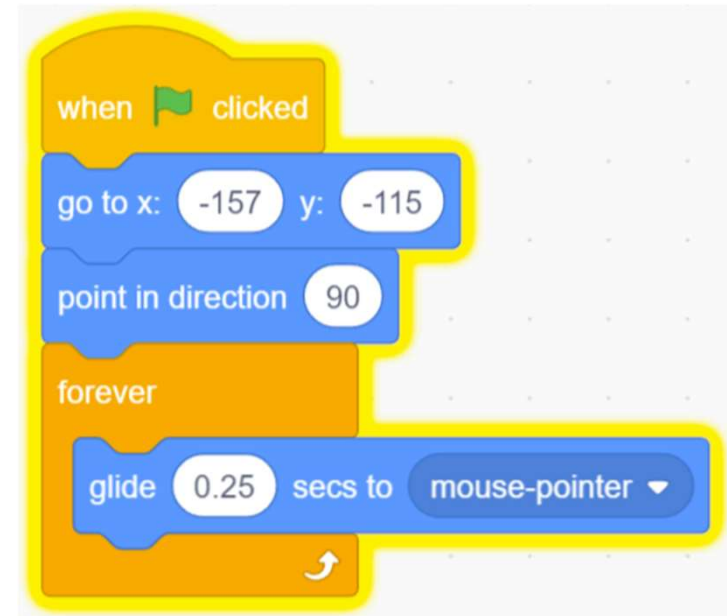 when clicked
go to x: -157 y: -115
point in direction 90
forever
glide 0.25 secs to mouse-pointer